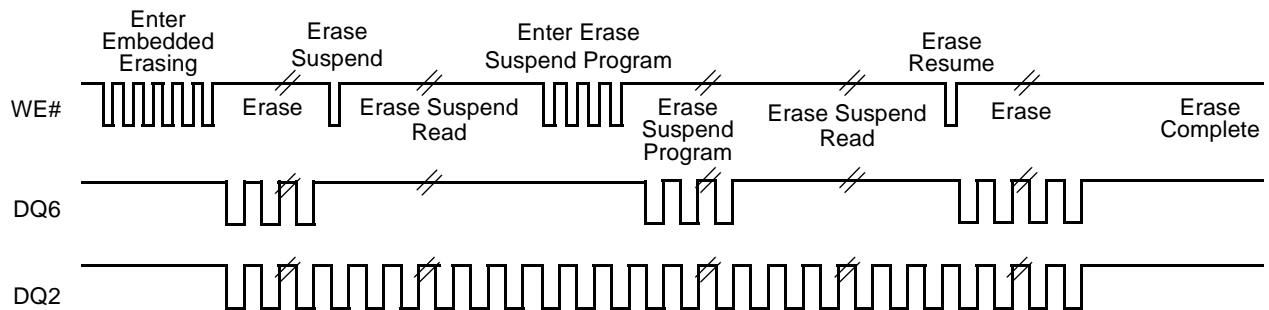 Enter
Embedded
Erasing
Erase
Suspend
Enter Erase
Suspend Program
Erase
Resume
WE#
Erase
Erase Suspend
Read
Erase
Suspend
Program
Erase Suspend
Read
Erase
Erase
Complete
DQ6
DQ2